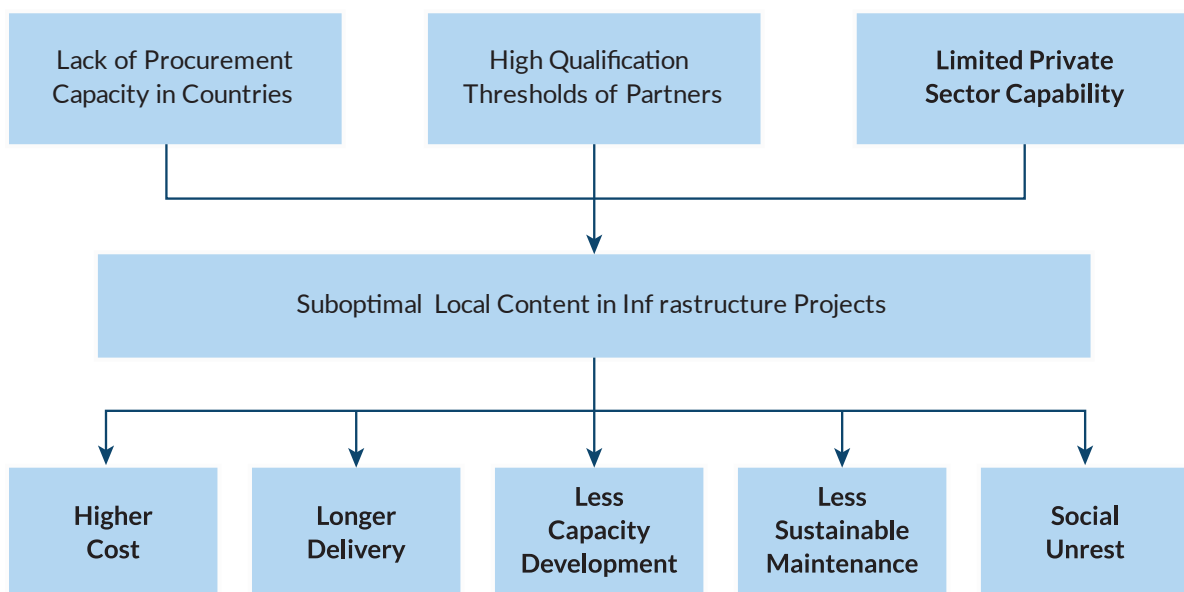 Lack of Procurement
Capacity in Countries
High Qualification
Thresholds of Partners
Limited Private
Sector Capability
Suboptimal Local Content in Inf rastructure Projects
Higher
Cost
Longer
Delivery
Less
Capacity
Development
Less
Sustainable
Maintenance
Social
Unrest